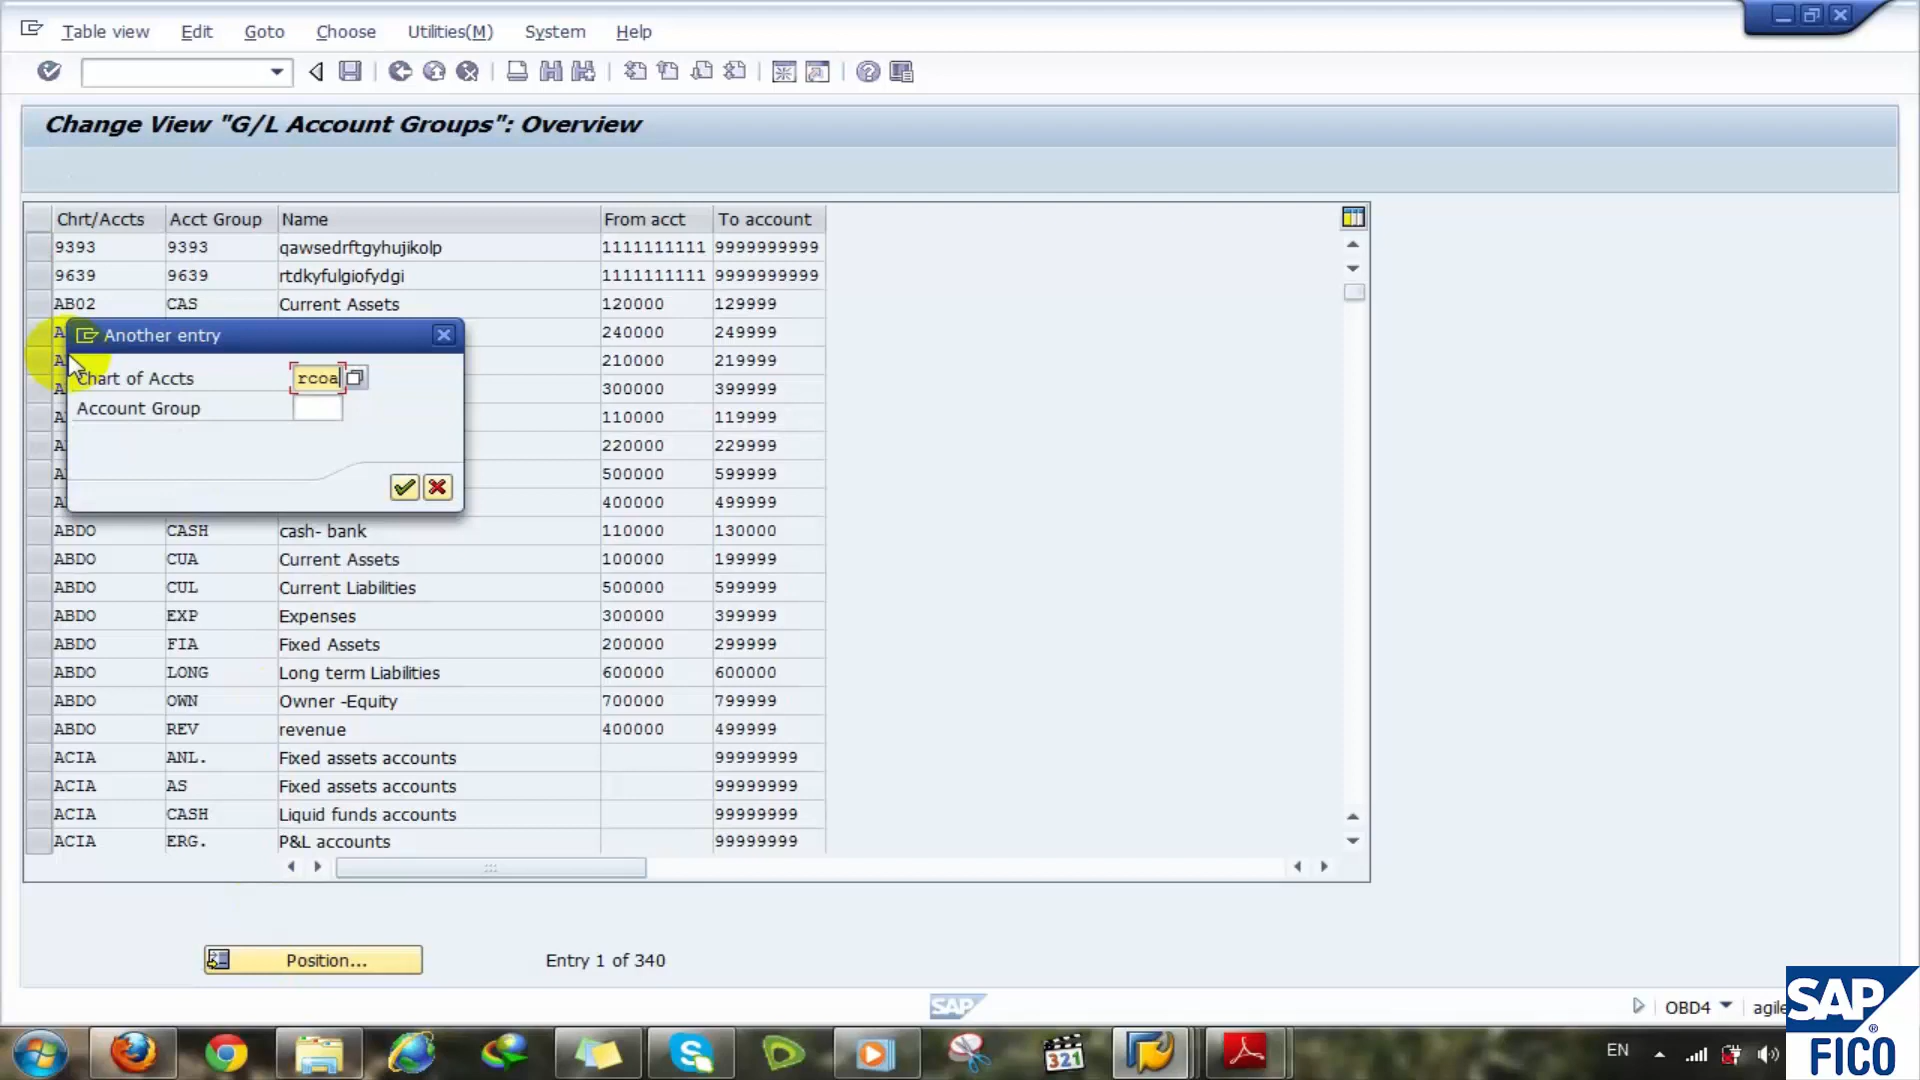 Table view Edit Goto Choose Utilities(M) System Help
Change View "G/L Account Groups": Overview
Chrt/Accts Acct Group Name From acct To account
9393 9393 qawsedrftgyhujikolp 1111111111 9999999999
9639 9639 rtdkyfulgiofydgi 1111111111 9999999999
AB02 CAS Current Assets 120000 129999
Another entry
240000 249999
210000 219999
Chart of Accts rcoa
300000 399999
Account Group
110000 119999
220000 229999
500000 599999
400000 499999
ABDO CASH cash- bank 110000 130000
ABDO CUA Current Assets 100000 199999
ABDO CUL Current Liabilities 500000 599999
ABDO EXP Expenses 300000 399999
ABDO FIA Fixed Assets 200000 299999
ABDO LONG Long term Liabilities 600000 600000
ABDO OWN Owner -Equity 700000 799999
ABDO REV revenue 400000 499999
ACIA ANL. Fixed assets accounts 99999999
ACIA AS Fixed assets accounts 99999999
ACIA CASH Liquid funds accounts 99999999
ACIA ERG. P&L accounts 99999999
Position... Entry 1 of 340
SAP
OBD4 agile
SAP
®
FICO
EN
321